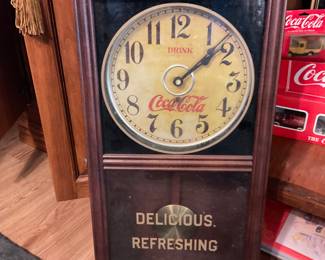 12
11
1
10
DRINK
2
9
3
Coca-Cola
8
4
7
5
6
DELICIOUS.
REFRESHING
Coca-Cola
Coca-Cola